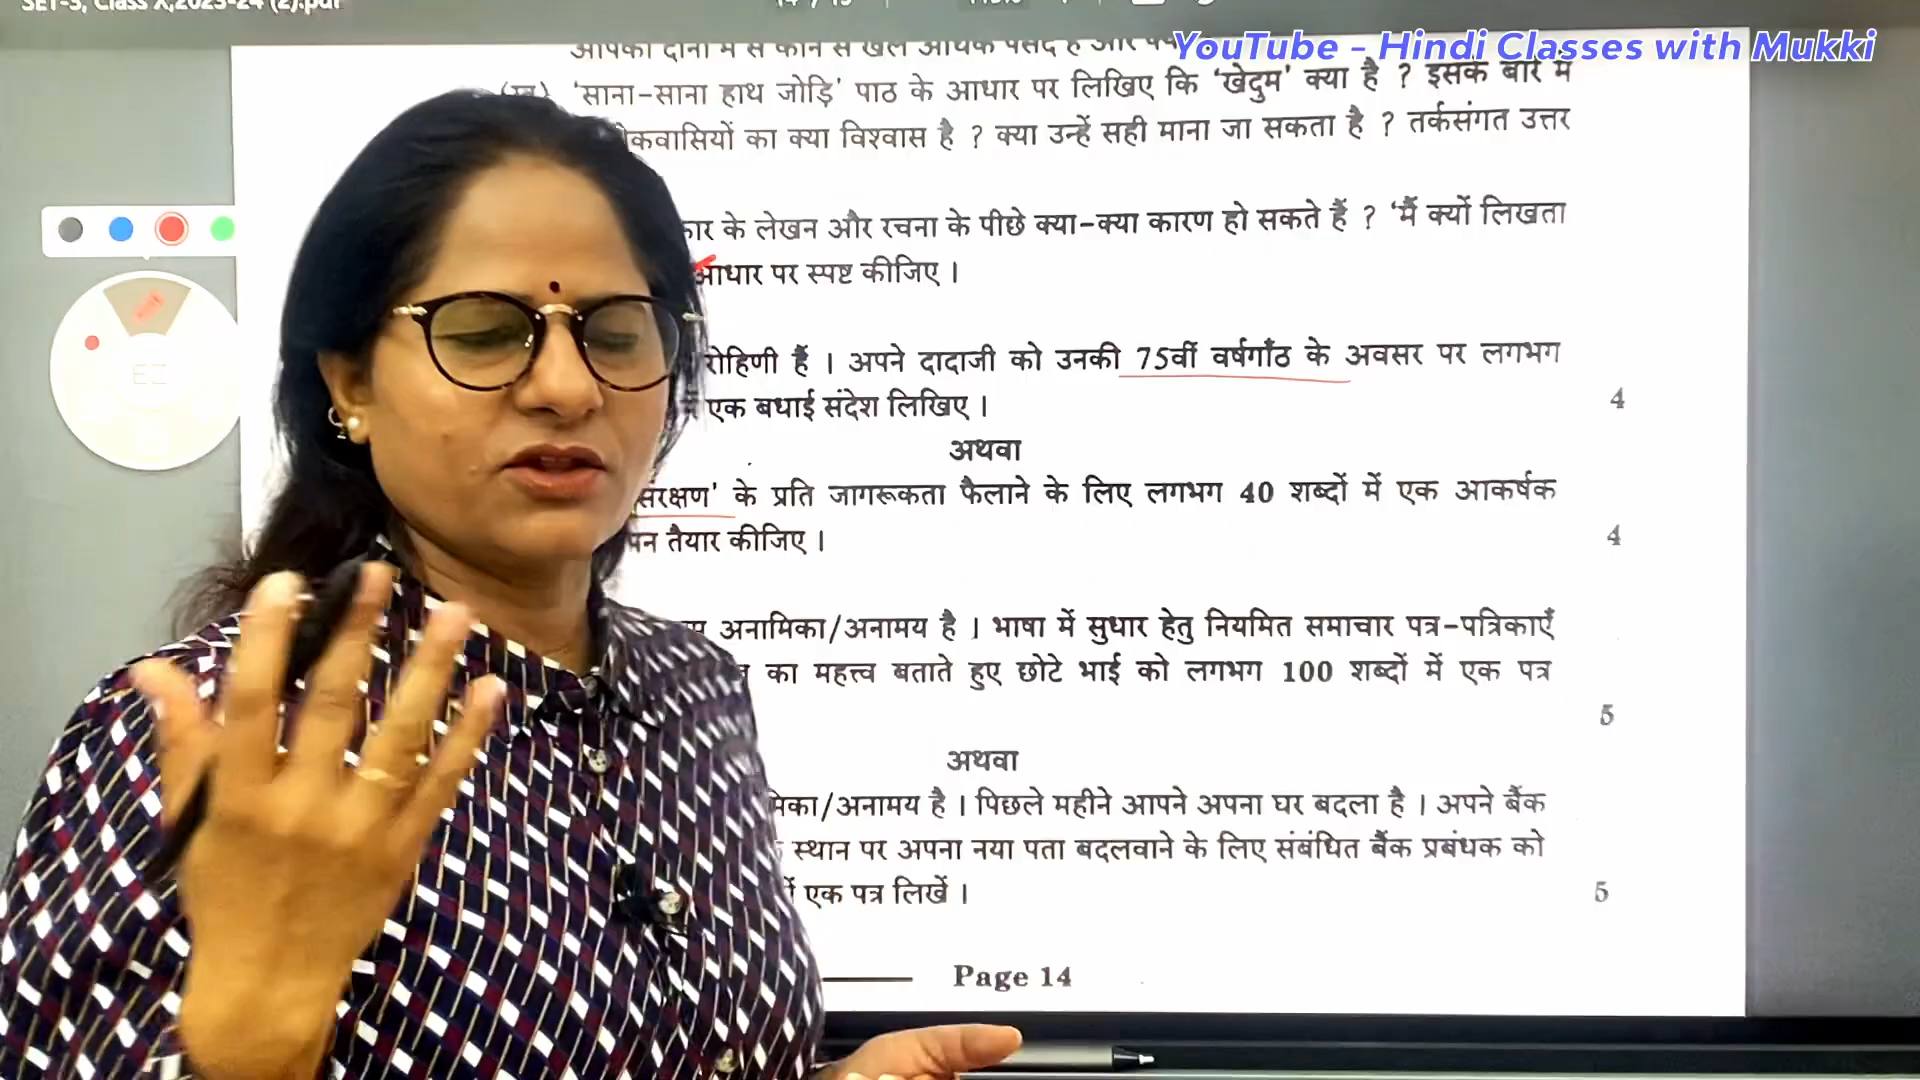 SET-3, Class X,2023-24 (2).pdf
YouTube - Hindi Classes with Mukki
आपको दोनों में से कौन से खेल अधिक पसंद हैं और
'साना-साना हाथ जोड़ि' पाठ के आधार पर लिखिए कि 'खेदुम' क्या है ? इसके बारे में
का क्या विश्वास है ? क्या उन्हें सही माना जा सकता है ? तर्कसंगत उत्तर
के लेखन और रचना के पीछे क्या-क्या कारण हो सकते हैं ? 'मैं क्यों लिखता
आधार पर स्पष्ट कीजिए ।
रोहिणी हैं । अपने दादाजी को उनकी 75वीं वर्षगाँठ के अवसर पर लगभग
एक बधाई संदेश लिखिए । 4
अथवा
संरक्षण' के प्रति जागरूकता फैलाने के लिए लगभग 40 शब्दों में एक आकर्षक
तैयार कीजिए । 4
अनामिका/अनामय है । भाषा में सुधार हेतु नियमित समाचार पत्र-पत्रिकाएँ
का महत्त्व बताते हुए छोटे भाई को लगभग 100 शब्दों में एक पत्र
5
अथवा
/अनामय है । पिछले महीने आपने अपना घर बदला है । अपने बैंक
स्थान पर अपना नया पता बदलवाने के लिए संबंधित बैंक प्रबंधक को
एक पत्र लिखें । 5
Page 14